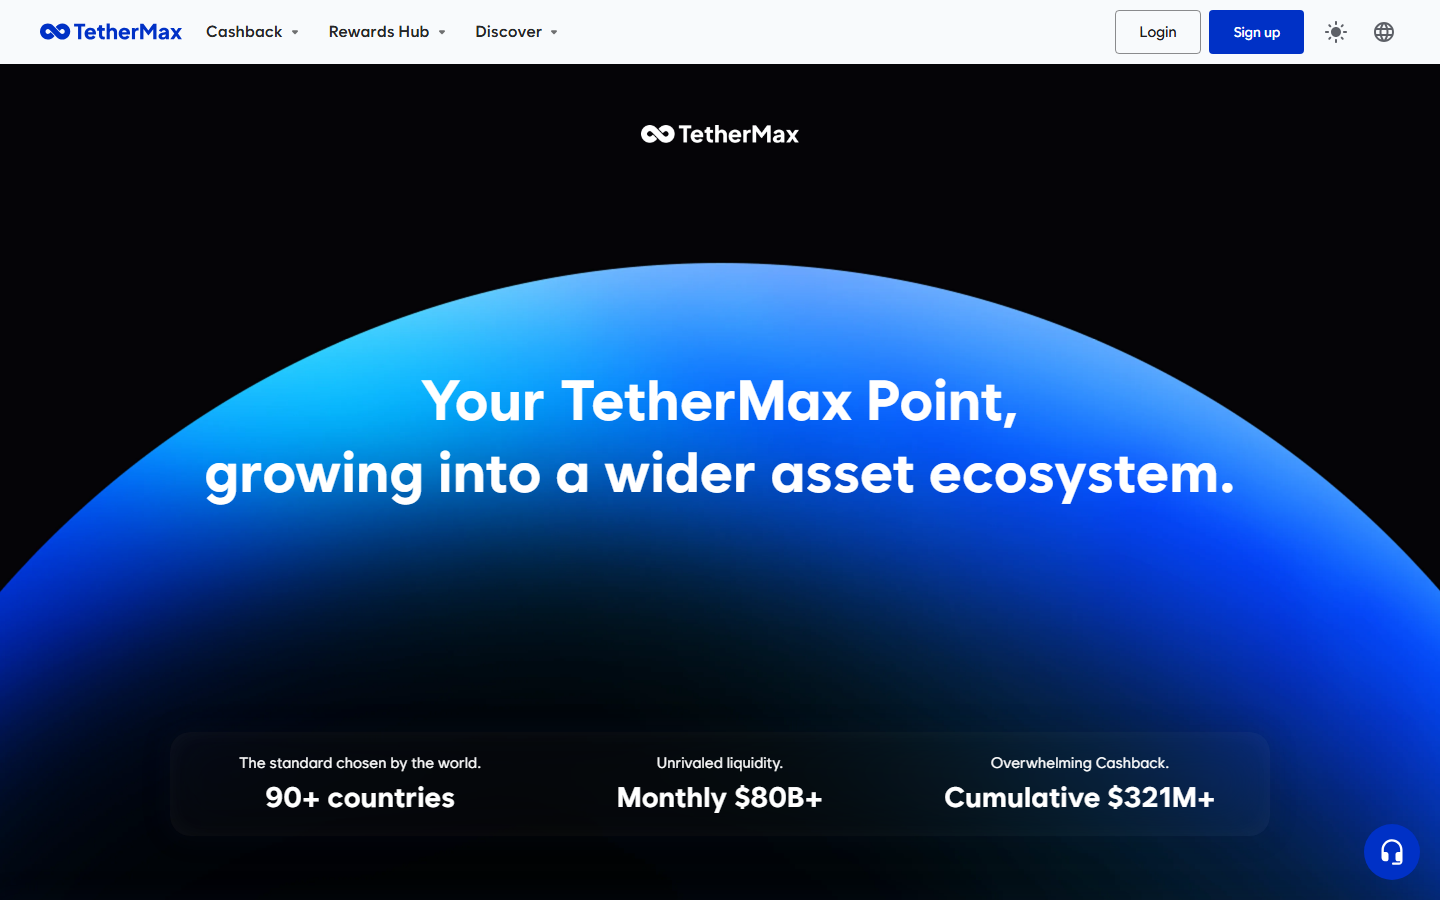 TetherMax
Cashback
Rewards Hub
Discover
Login
Sign up
TetherMax
Your TetherMax Point,
growing into a wider asset ecosystem.
The standard chosen by the world.
90+ countries
Unrivaled liquidity.
Monthly $80B+
Overwhelming Cashback.
Cumulative $321M+